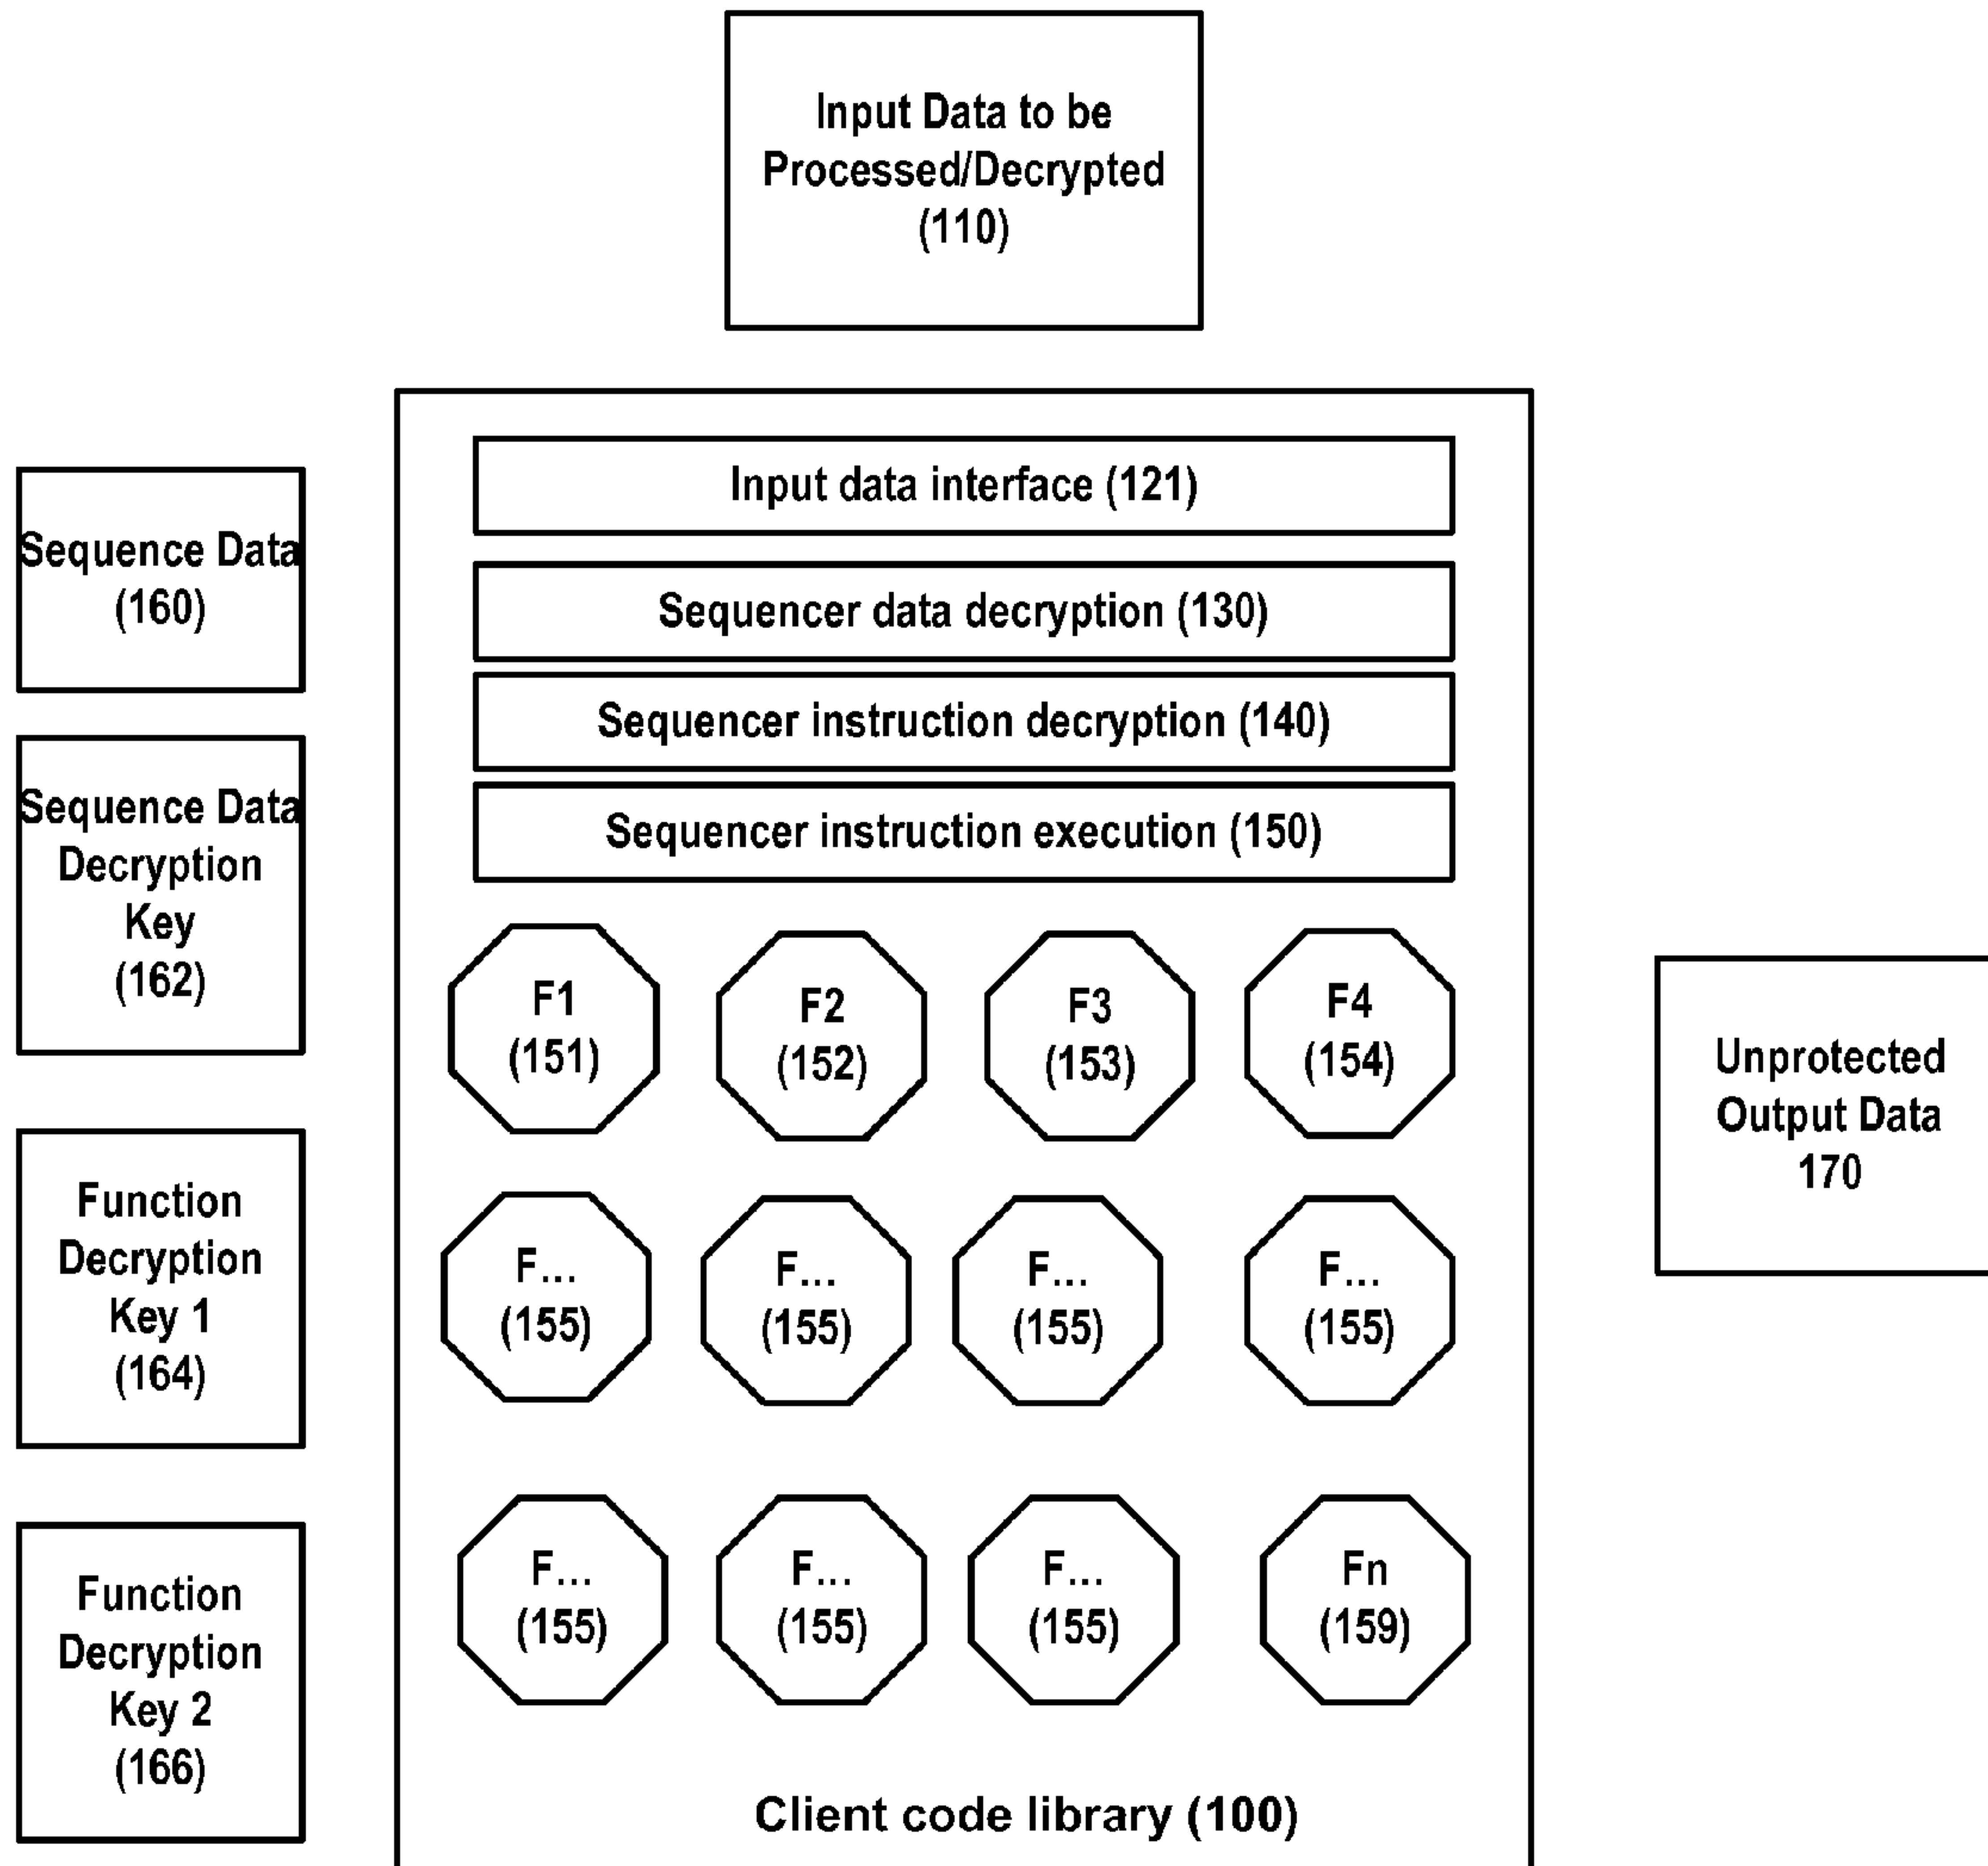 Input Data to be
Processed/Decrypted
(110)
Sequence Data
(160)
Sequence Data
Decryption
Key
(162)
Function
Decryption
Key 1
(164)
Function
Decryption
Key 2
(166)
Input data interface (121)
Sequencer data decryption (130)
Sequencer instruction decryption (140)
Sequencer instruction execution (150)
F1
(151)
F2
(152)
F3
(153)
F4
(154)
F...
(155)
F...
(155)
F...
(155)
F...
(155)
F...
(155)
F...
(155)
F...
(155)
Fn
(159)
Client code library (100)
Unprotected
Output Data
170